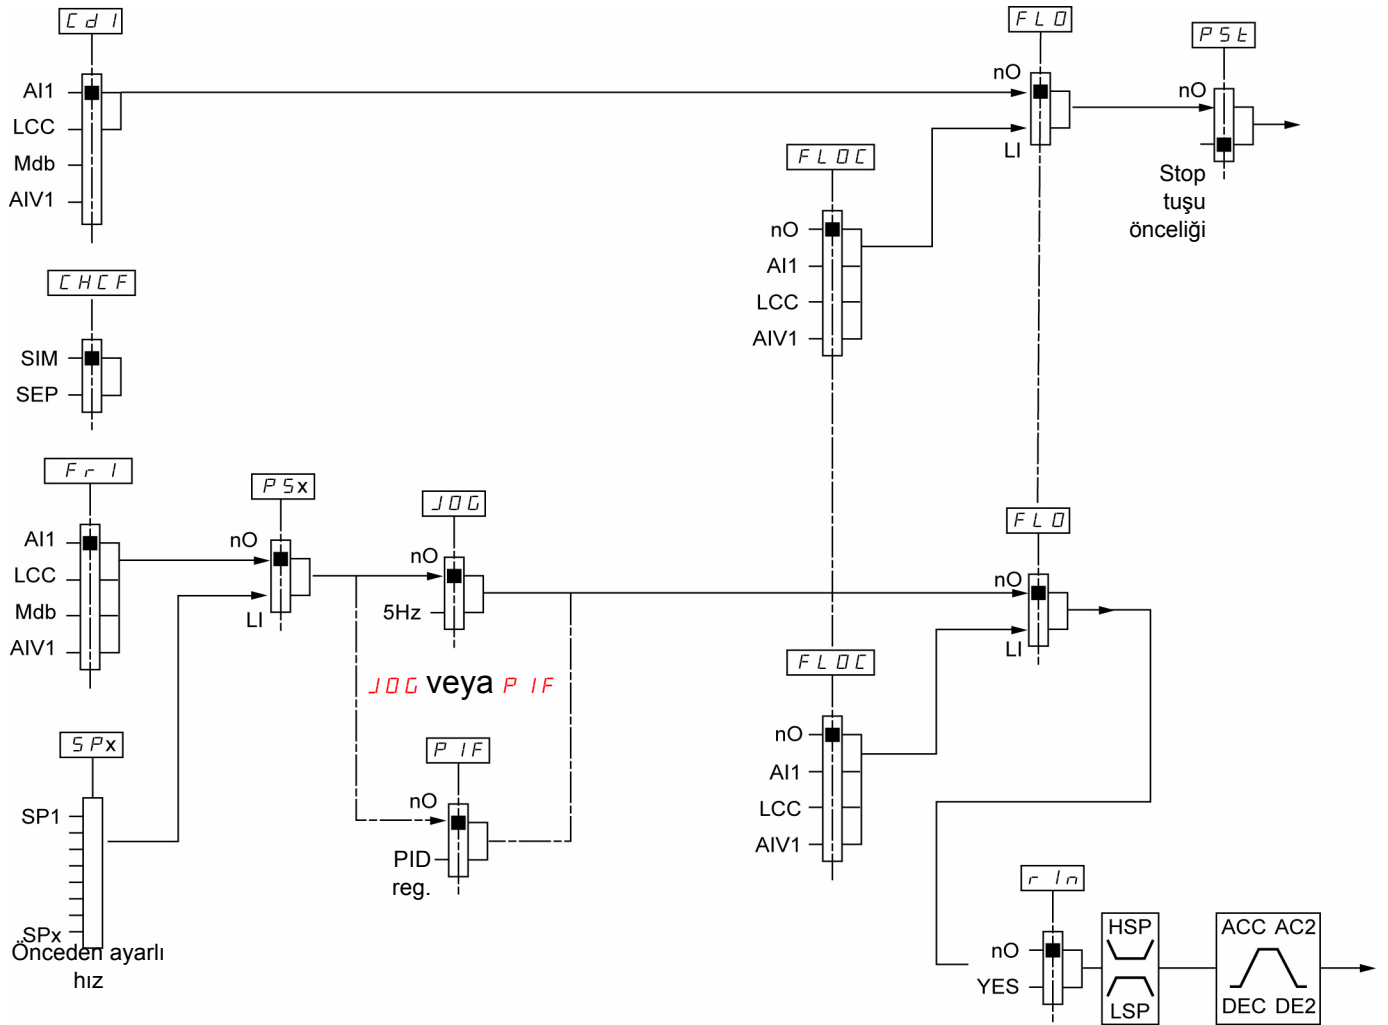 Cd1
AI1
LCC
Mdb
AIV1
FLO
nO
LI
PSt
nO
Stop
tuşu
önceliği
FLOC
nO
AI1
LCC
AIV1
CHCF
SIM
SEP
Fr1
AI1
LCC
Mdb
AIV1
PSx
nO
LI
JOG
nO
5Hz
JOG veya PIF
FLO
nO
LI
FLOC
nO
AI1
LCC
AIV1
SPx
SP1
SPx
Önceden ayarlı
hız
PIF
nO
PID
reg.
rIn
nO
YES
HSP
LSP
ACC AC2
DEC DE2